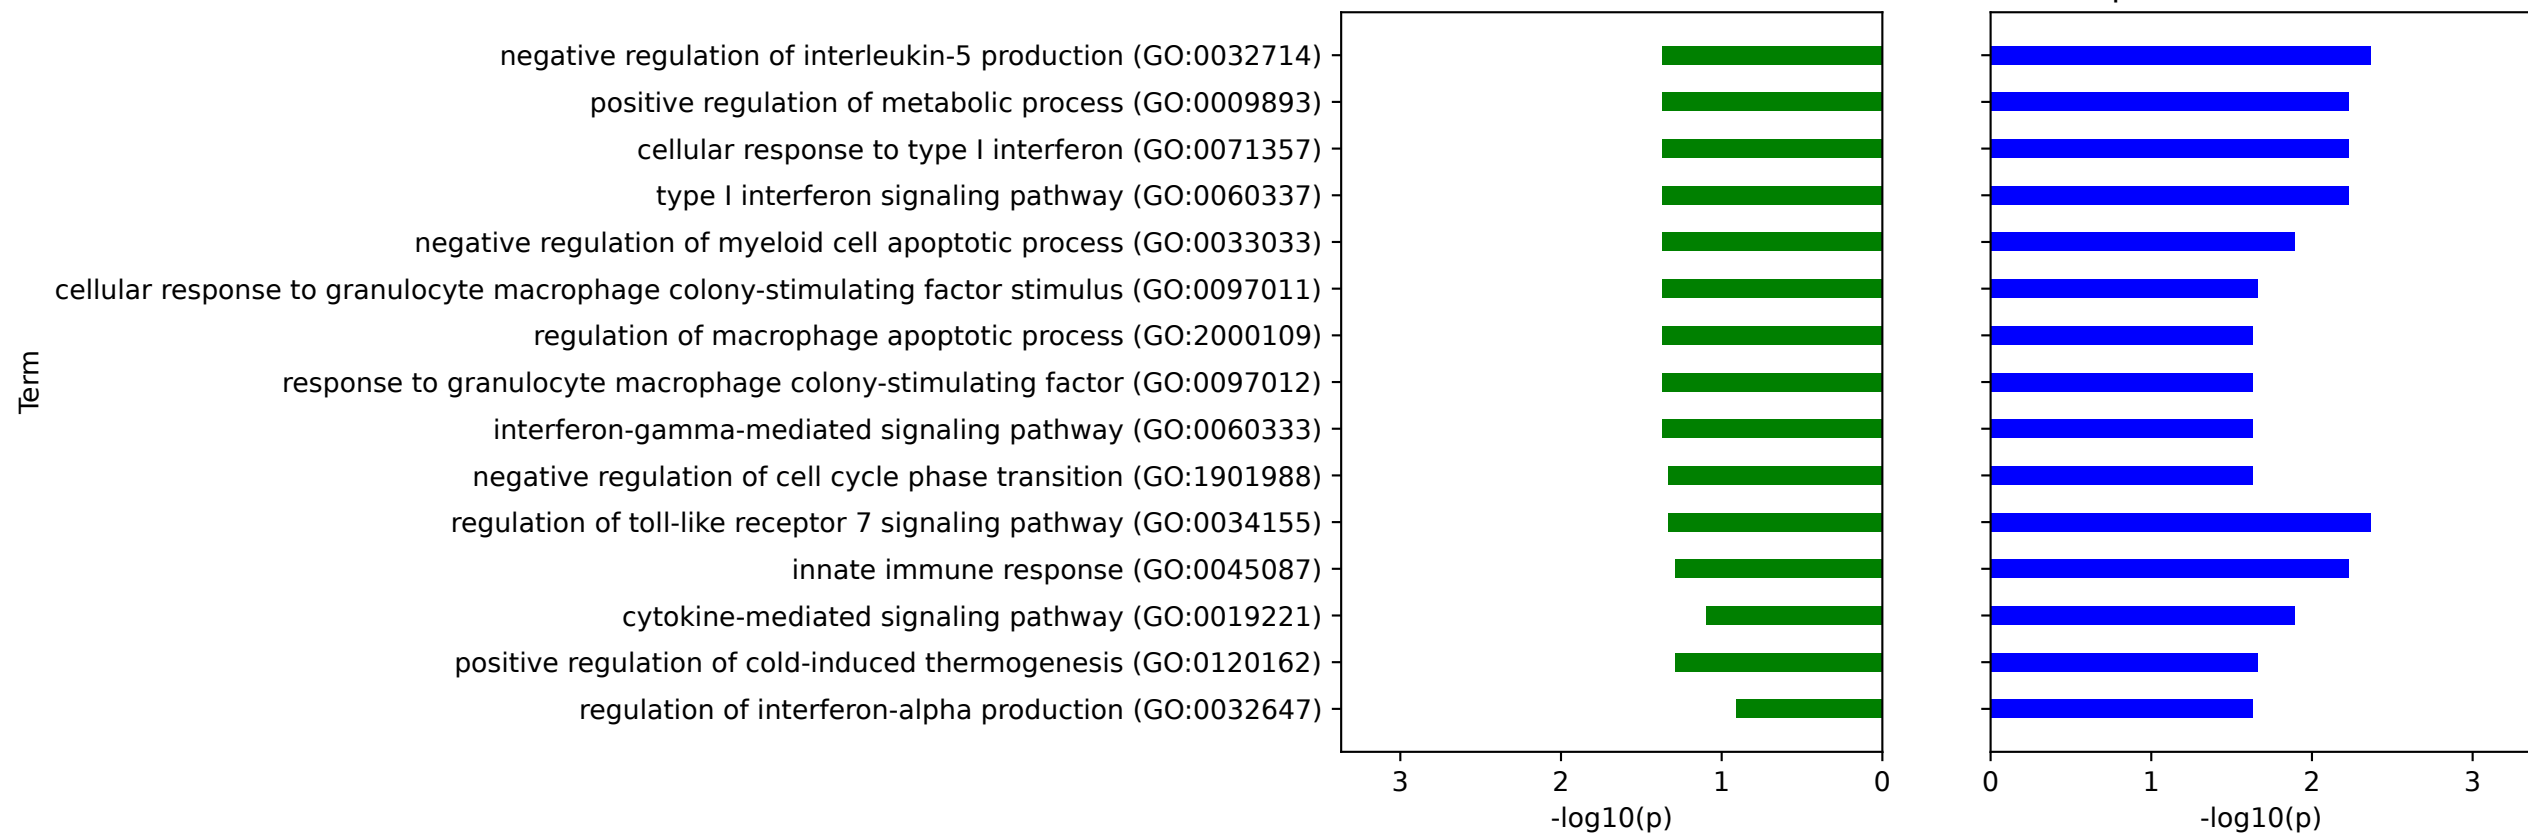 negative regulation of interleukin-5 production (GO:0032714)
positive regulation of metabolic process (GO:0009893)
cellular response to type I interferon (GO:0071357)
type I interferon signaling pathway (GO:0060337)
negative regulation of myeloid cell apoptotic process (GO:0033033)
cellular response to granulocyte macrophage colony-stimulating factor stimulus (GO:0097011)
regulation of macrophage apoptotic process (GO:2000109)
response to granulocyte macrophage colony-stimulating factor (GO:0097012)
interferon-gamma-mediated signaling pathway (GO:0060333)
negative regulation of cell cycle phase transition (GO:1901988)
regulation of toll-like receptor 7 signaling pathway (GO:0034155)
innate immune response (GO:0045087)
cytokine-mediated signaling pathway (GO:0019221)
positive regulation of cold-induced thermogenesis (GO:0120162)
regulation of interferon-alpha production (GO:0032647)
Term
3 2 1 0
-log10(p)
0 1 2 3
-log10(p)